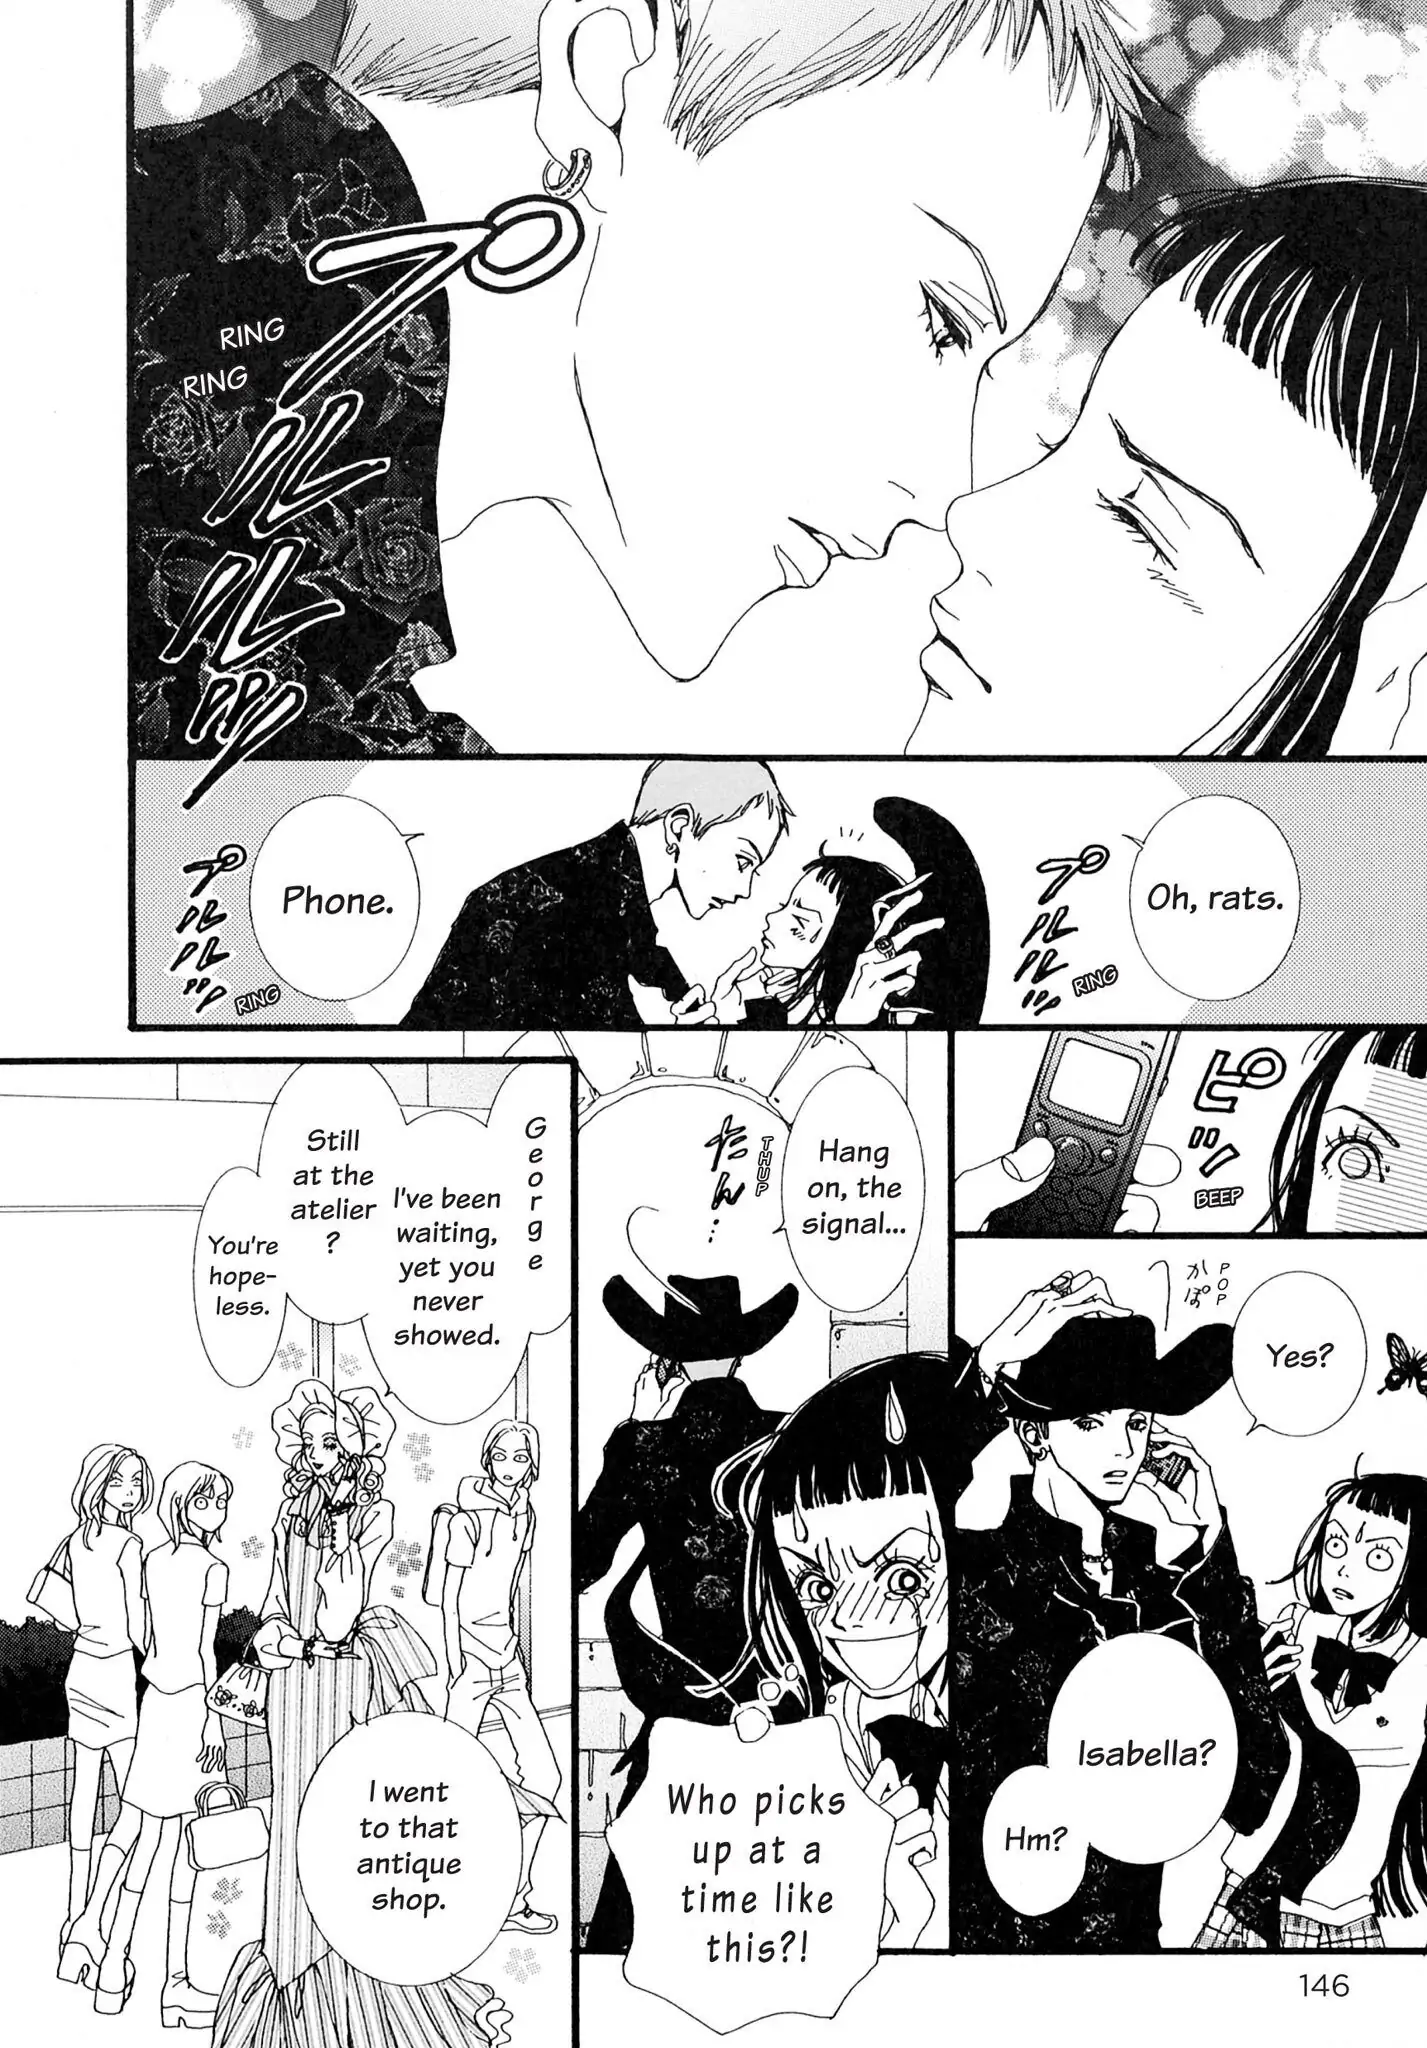 プルルルッ
RING
RING
Oh, rats.
プルルルッ
RING
Phone.
プルルルッ
RING
ピッ
BEEP
かぽっ
POP
Yes?
Isabella?
Hm?
Hang
on, the
signal...
だん…
THUP
Who picks
up at a
time like
this?!
George
I've been
waiting,
yet you
never
showed.
Still
at the
atelier
?
You're
hope-
less.
I went
to that
antique
shop.
146